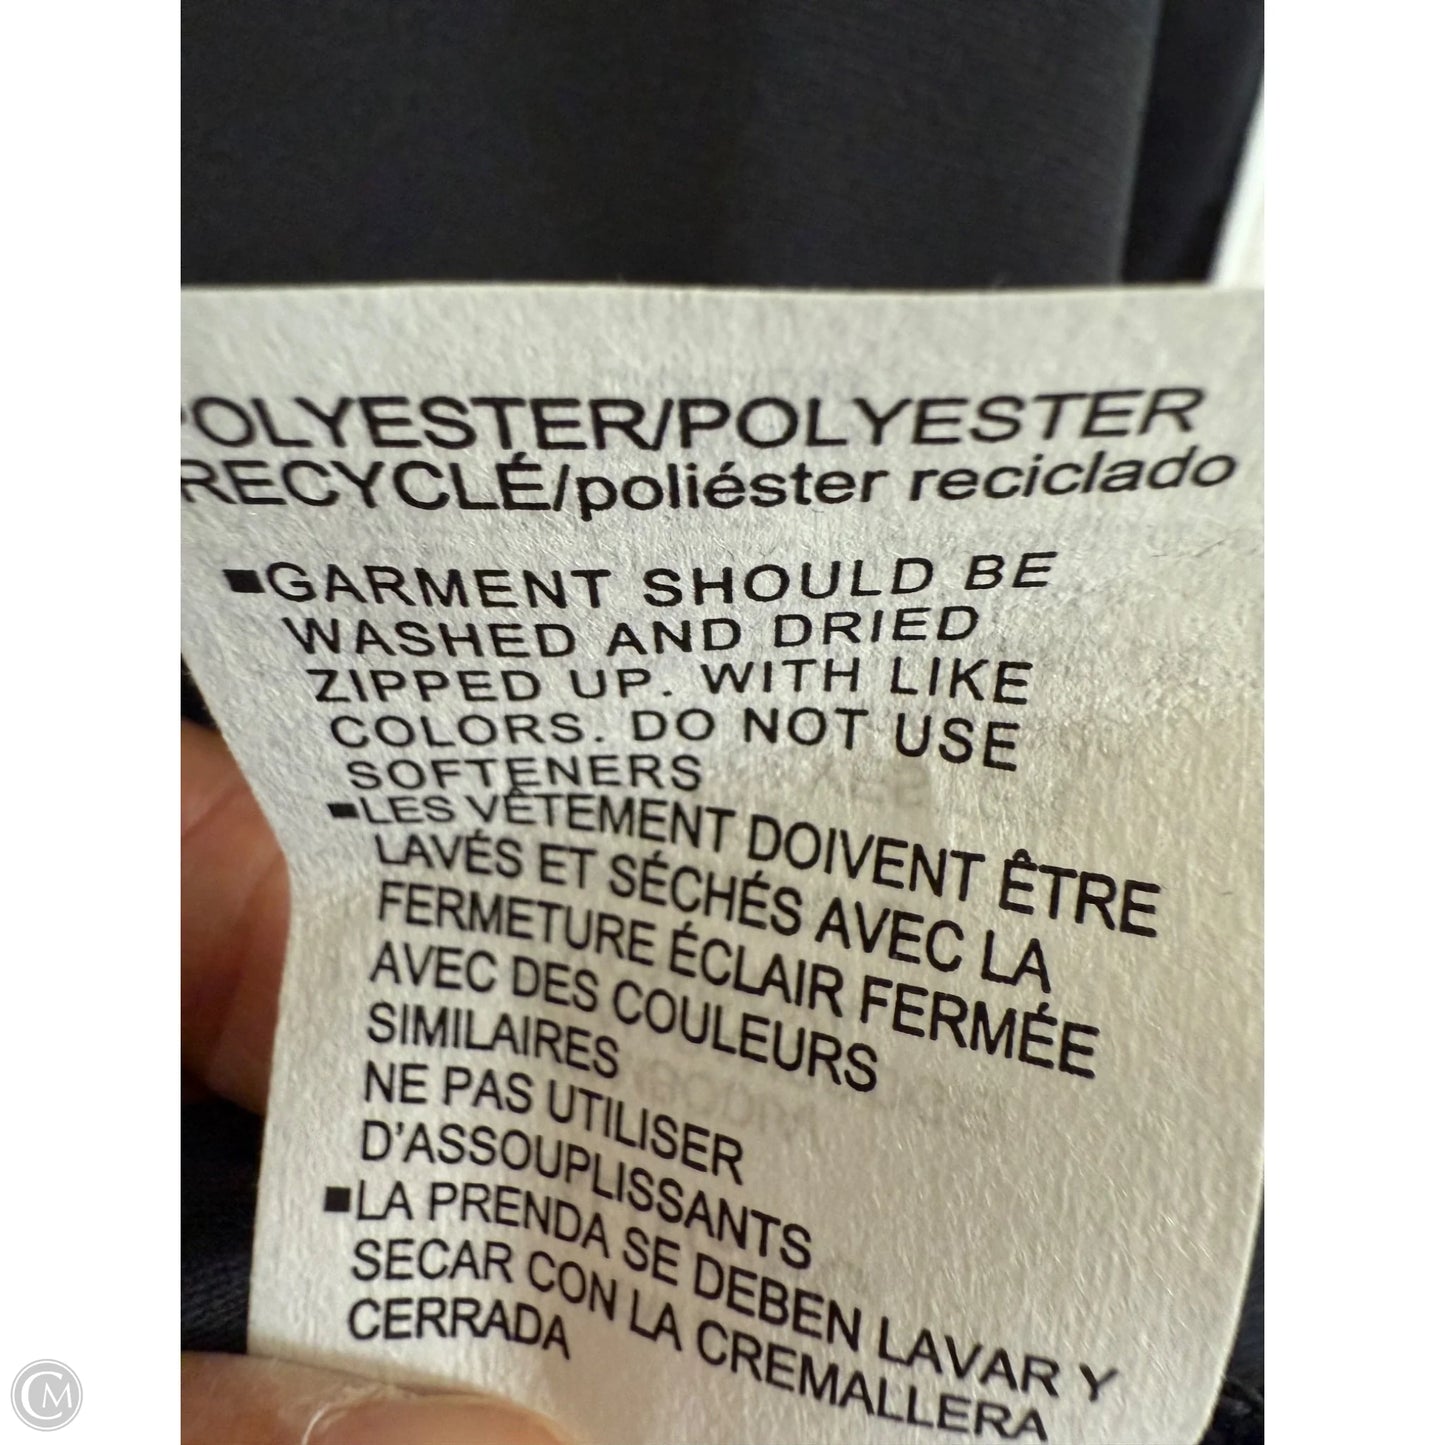 POLYESTER/POLYESTER
RECYCLÉ/poliéster reciclado
■GARMENT SHOULD BE
WASHED AND DRIED
ZIPPED UP. WITH LIKE
COLORS. DO NOT USE
SOFTENERS
■LES VÊTEMENT DOIVENT ÊTRE
LAVÉS ET SÉCHÉS AVEC LA
FERMETURE ÉCLAIR FERMÉE
AVEC DES COULEURS
SIMILAIRES
NE PAS UTILISER
D'ASSOUPLISSANTS
■LA PRENDA SE DEBEN LAVAR Y
SECAR CON LA CREMALLERA
CERRADA
CM